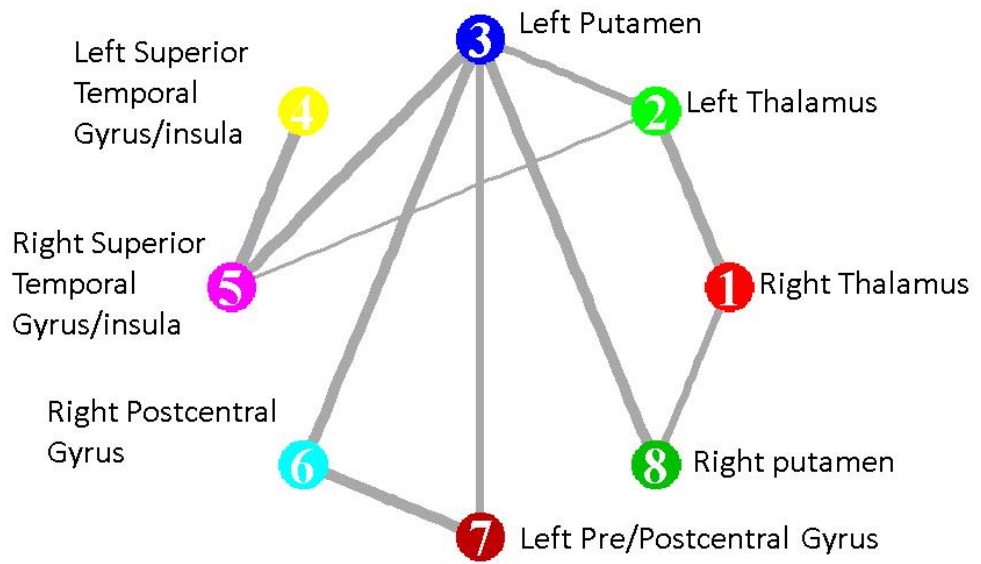 3 Left Putamen
Left Superior
Temporal
Gyrus/insula
4
2 Left Thalamus
Right Superior
Temporal
Gyrus/insula
5
1 Right Thalamus
Right Postcentral
Gyrus
6
8 Right putamen
7 Left Pre/Postcentral Gyrus